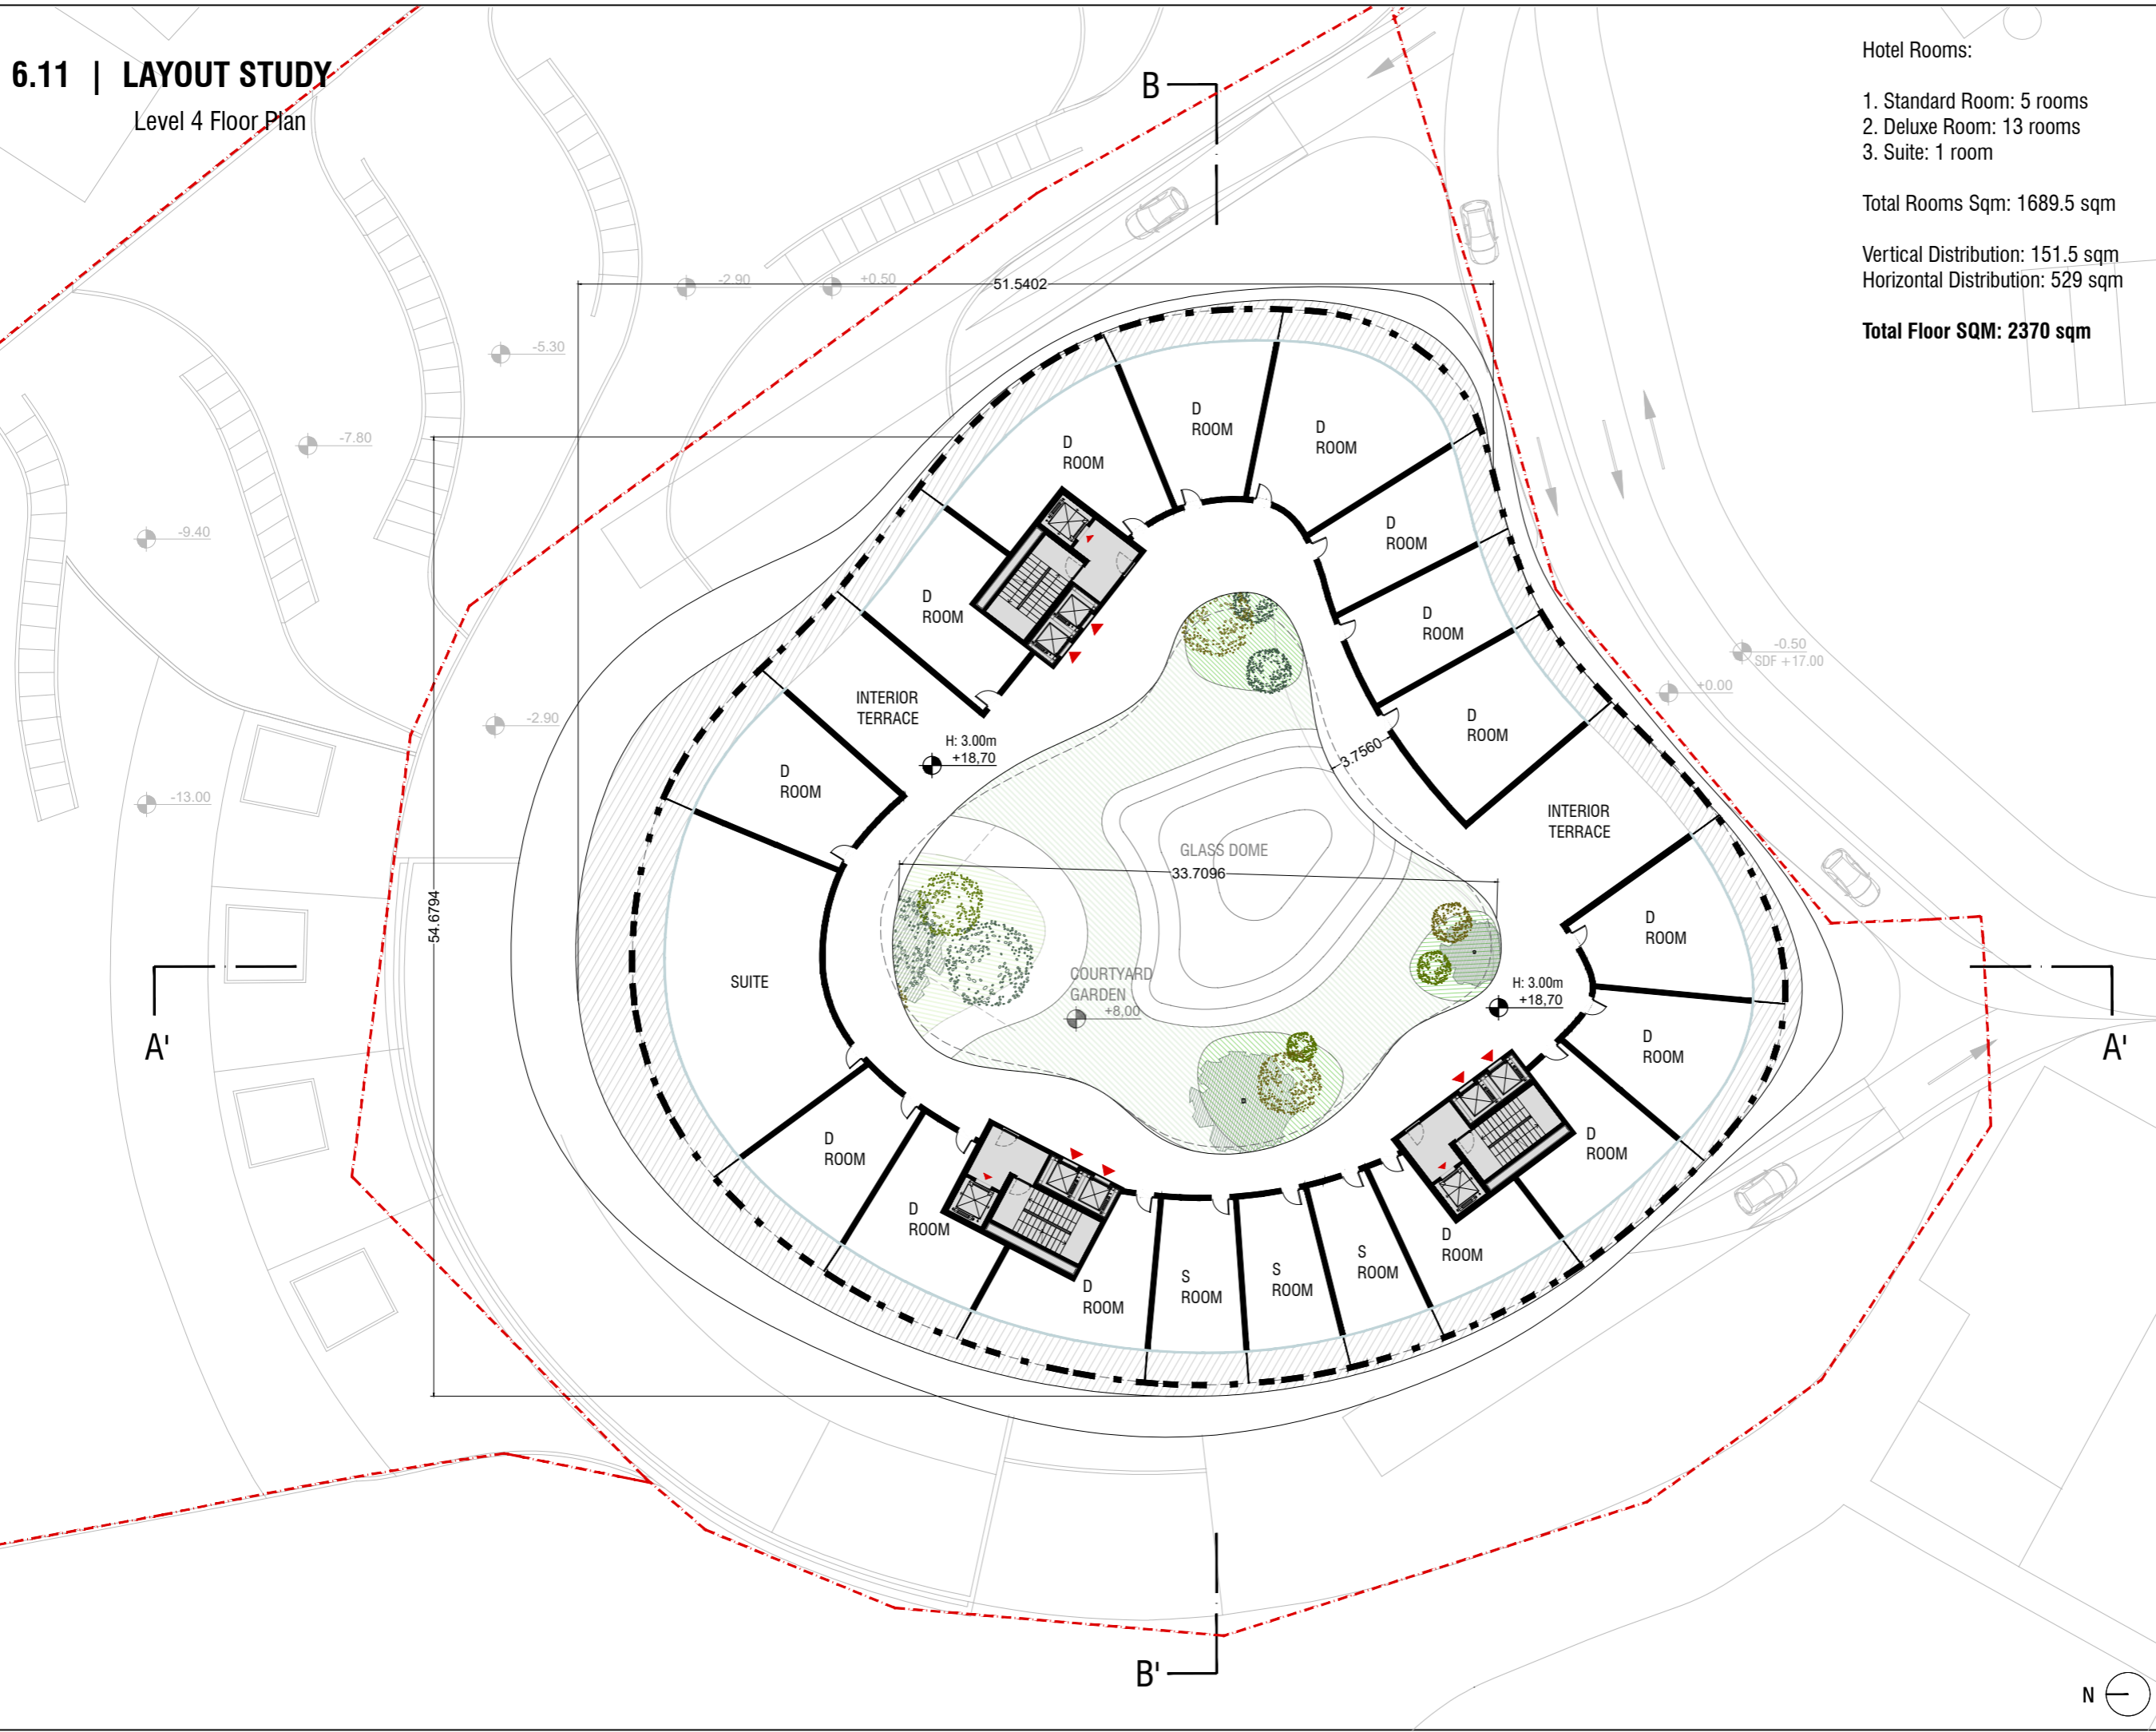 6.11 | LAYOUT STUDY
Level 4 Floor Plan
Hotel Rooms:
1. Standard Room: 5 rooms
2. Deluxe Room: 13 rooms
3. Suite: 1 room
Total Rooms Sqm: 1689.5 sqm
Vertical Distribution: 151.5 sqm
Horizontal Distribution: 529 sqm
Total Floor SQM: 2370 sqm
B
-2.90
+0.50
51.5402
-5.30
-7.80
-9.40
-2.90
-13.00
54.6794
D
ROOM
D
ROOM
D
ROOM
D
ROOM
D
ROOM
D
ROOM
D
ROOM
INTERIOR
TERRACE
H: 3.00m
+18,70
D
ROOM
3.7560
-0.50
SDF +17.00
+0.00
INTERIOR
TERRACE
GLASS DOME
33.7096
D
ROOM
SUITE
COURTYARD
GARDEN
+8,00
H: 3.00m
+18,70
A'
A'
D
ROOM
D
ROOM
D
ROOM
D
ROOM
D
ROOM
S
ROOM
S
ROOM
S
ROOM
D
ROOM
B'
N